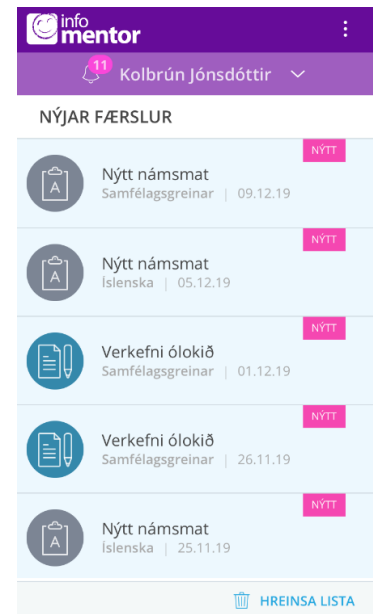 info
mentor
11
Kolbrún Jónsdóttir
NÝJAR FÆRSLUR
NÝTT
Nýtt námsmat
Samfélagsgreinar | 09.12.19
A
NÝTT
Nýtt námsmat
Íslenska | 05.12.19
A
NÝTT
Verkefni ólokið
Samfélagsgreinar | 01.12.19
NÝTT
Verkefni ólokið
Samfélagsgreinar | 26.11.19
NÝTT
Nýtt námsmat
Íslenska | 25.11.19
A
HREINSA LISTA